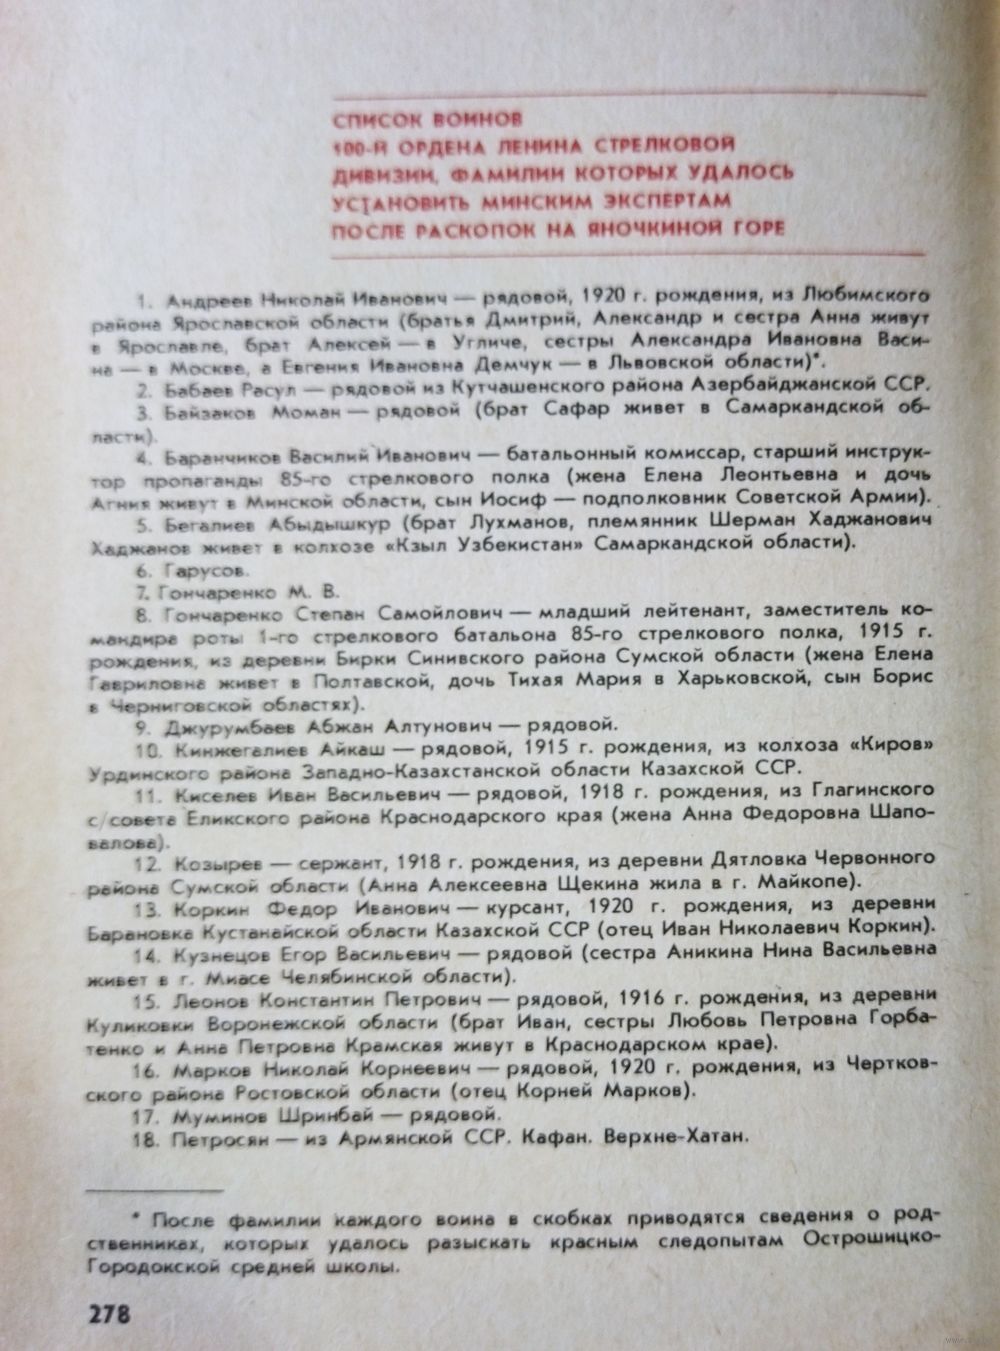 СПИСОК ВОИНОВ
100-Й ОРДЕНА ЛЕНИНА СТРЕЛКОВОЙ
ДИВИЗИИ, ФАМИЛИИ КОТОРЫХ УДАЛОСЬ
УСТАНОВИТЬ МИНСКИМ ЭКСПЕРТАМ
ПОСЛЕ РАСКОПОК НА ЯНОЧКИНОЙ ГОРЕ
1. Андреев Николай Иванович — рядовой, 1920 г. рождения, из Любимского
района Ярославской области (братья Дмитрий, Александр и сестра Анна живут
в Ярославле, брат Алексей — в Угличе, сестры Александра Ивановна Васи-
на — в Москве, а Евгения Ивановна Демчук — в Львовской области)*.
2. Бабаев Расул — рядовой из Кутчашенского района Азербайджанской ССР.
3. Байзаков Моман — рядовой (брат Сафар живет в Самаркандской об-
ласти).
4. Баранчиков Василий Иванович — батальонный комиссар, старший инструк-
тор пропаганды 85-го стрелкового полка (жена Елена Леонтьевна и дочь
Агния живут в Минской области, сын Иосиф — подполковник Советской Армии).
5. Бегалиев Абыдышкур (брат Лухманов, племянник Шерман Хаджанович
Хаджанов живет в колхозе «Кзыл Узбекистан» Самаркандской области).
6. Гарусов.
7. Гончаренко М. В.
8. Гончаренко Степан Самойлович — младший лейтенант, заместитель ко-
мандира роты 1-го стрелкового батальона 85-го стрелкового полка, 1915 г.
рождения, из деревни Бирки Синивского района Сумской области (жена Елена
Гавриловна живет в Полтавской, дочь Тихая Мария в Харьковской, сын Борис
в Черниговской областях).
9. Джурумбаев Абжан Алтунович — рядовой.
10. Кинжегалиев Айкаш — рядовой, 1915 г. рождения, из колхоза «Киров»
Урдинского района Западно-Казахстанской области Казахской ССР.
11. Киселев Иван Васильевич — рядовой, 1918 г. рождения, из Глагинского
с/совета Еликского района Краснодарского края (жена Анна Федоровна Шапо-
валова).
12. Козырев — сержант, 1918 г. рождения, из деревни Дятловка Червонного
района Сумской области (Анна Алексеевна Щекина жила в г. Майкопе).
13. Коркин Федор Иванович — курсант, 1920 г. рождения, из деревни
Барановка Кустанайской области Казахской ССР (отец Иван Николаевич Коркин).
14. Кузнецов Егор Васильевич — рядовой (сестра Аникина Нина Васильевна
живет в г. Миасе Челябинской области).
15. Леонов Константин Петрович — рядовой, 1916 г. рождения, из деревни
Куликовки Воронежской области (брат Иван, сестры Любовь Петровна Горба-
тенко и Анна Петровна Крамская живут в Краснодарском крае).
16. Марков Николай Корнеевич — рядовой, 1920 г. рождения, из Чертков-
ского района Ростовской области (отец Корней Марков).
17. Муминов Шринбай — рядовой.
18. Петросян — из Армянской ССР. Кафан. Верхне-Хатан.
* После фамилии каждого воина в скобках приводятся сведения о род-
ственниках, которых удалось разыскать красным следопытам Острошицко-
Городокской средней школы.
278